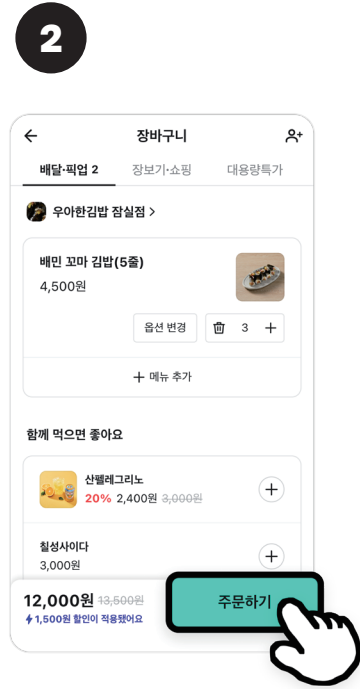 2
장바구니
배달·픽업 2 장보기·쇼핑 대용량특가
우아한김밥 잠실점 >
배민 꼬마 김밥(5줄)
4,500원
옵션 변경 3 +
+ 메뉴 추가
함께 먹으면 좋아요
산펠레그리노
20% 2,400원 3,000원
칠성사이다
3,000원
12,000원 13,500원
1,500원 할인이 적용됐어요
주문하기